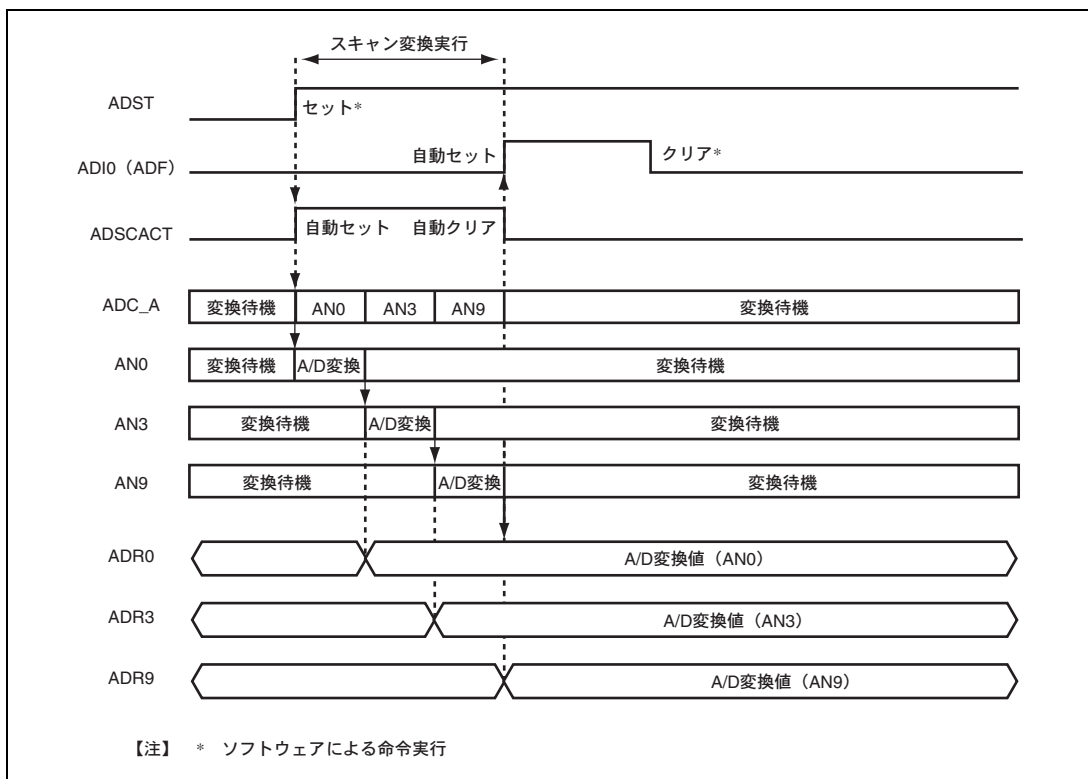 スキャン変換実行
ADST
セット*
ADI0（ADF）
自動セット
クリア*
ADSCACT
自動セット 自動クリア
ADC_A 変換待機 AN0 AN3 AN9 変換待機
AN0 変換待機 A/D変換 変換待機
AN3 変換待機 A/D変換 変換待機
AN9 変換待機 A/D変換 変換待機
ADR0 A/D変換値（AN0）
ADR3 A/D変換値（AN3）
ADR9 A/D変換値（AN9）
【注】 * ソフトウェアによる命令実行